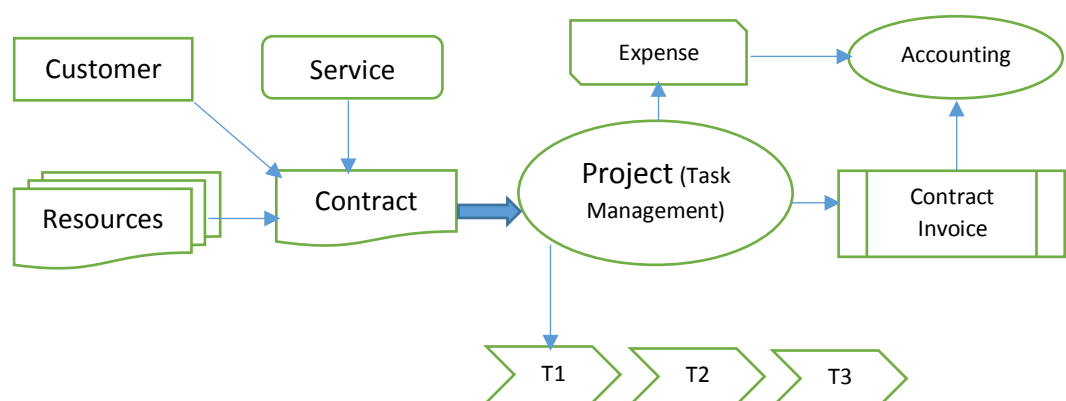 Customer
Service
Expense
Accounting
Resources
Contract
Project (Task
Management)
Contract
Invoice
T1
T2
T3